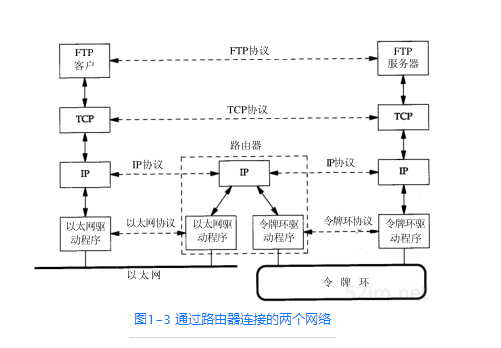 FTP
客户
FTP协议
FTP
服务器
TCP
TCP协议
TCP
路由器
IP
IP协议
IP
IP协议
IP
以太网驱
动程序
以太网协议
以太网驱
动程序
令牌环驱
动程序
令牌环协议
令牌环驱
动程序
以太网
令牌环
52im.net
图1-3 通过路由器连接的两个网络